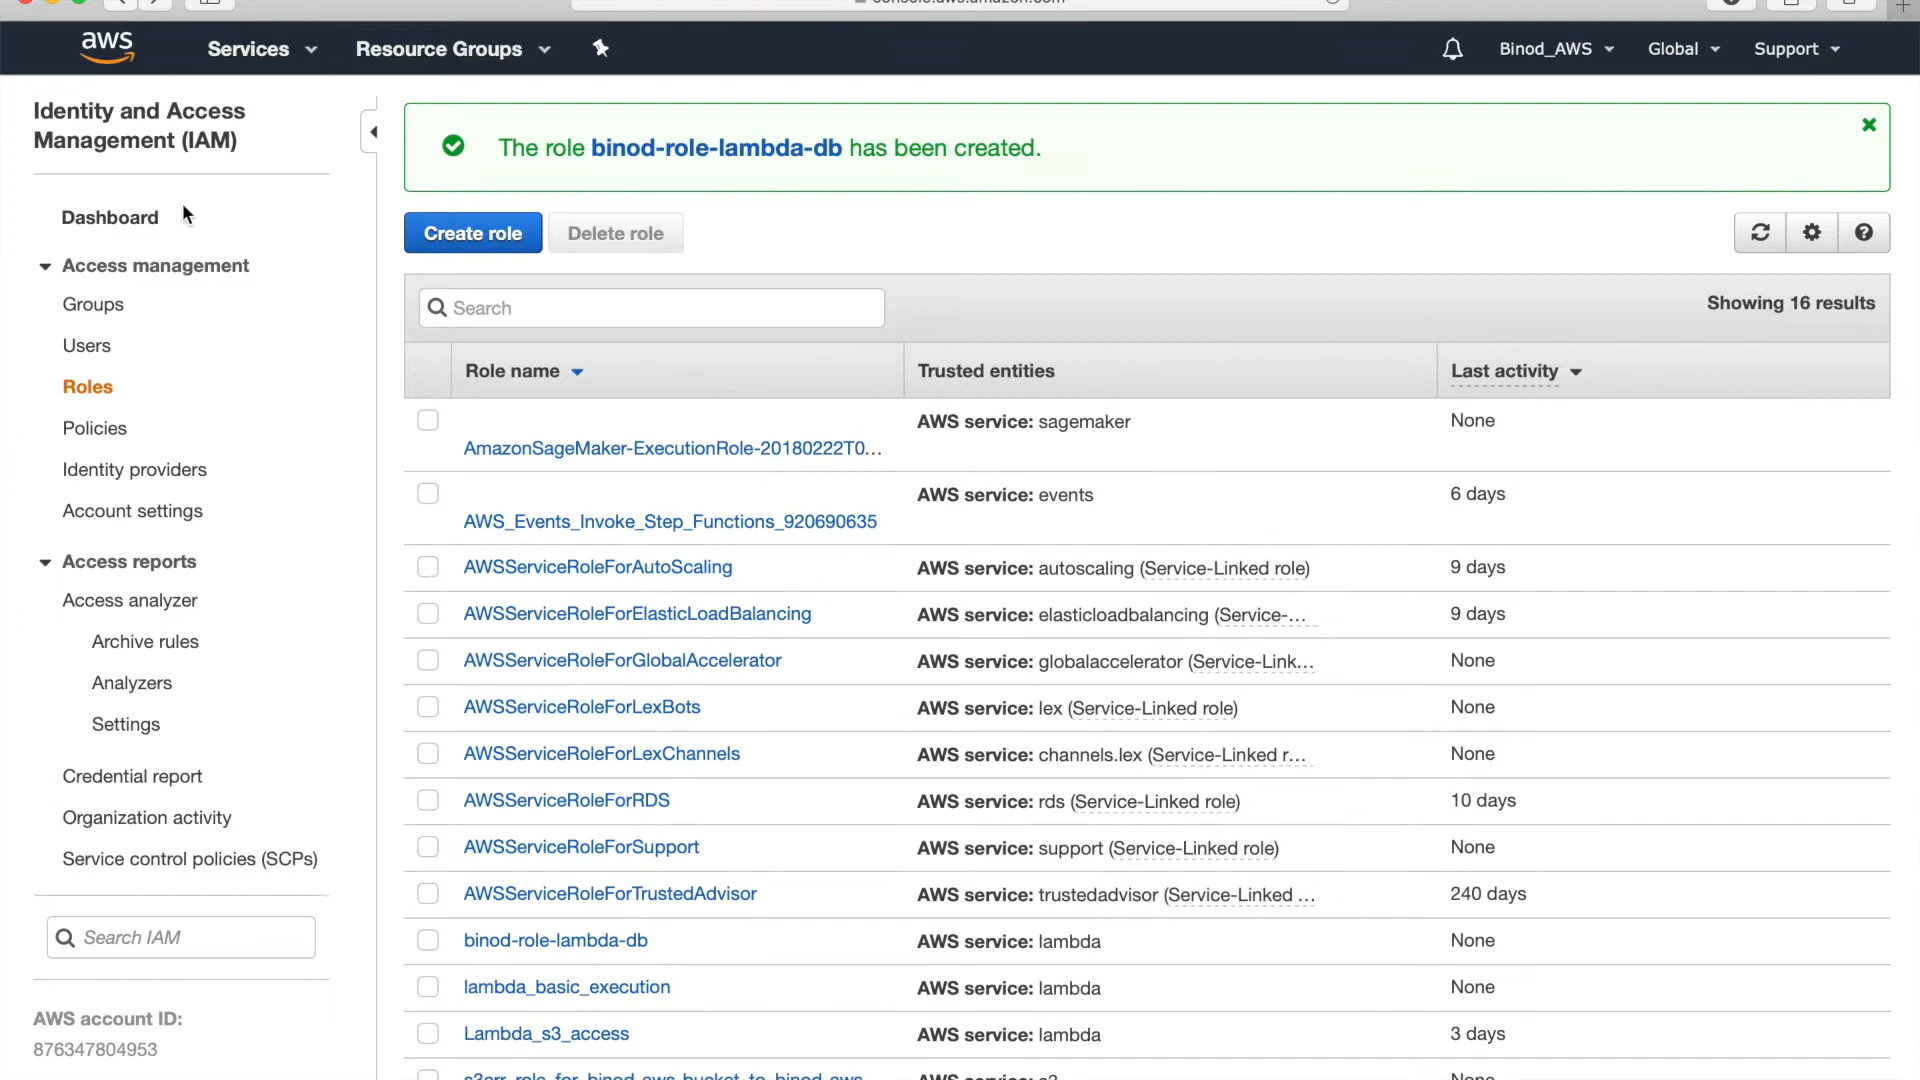 aws
Services
Resource Groups
Binod_AWS
Global
Support
Identity and Access
Management (IAM)
Dashboard
Access management
Groups
Users
Roles
Policies
Identity providers
Account settings
Access reports
Access analyzer
Archive rules
Analyzers
Settings
Credential report
Organization activity
Service control policies (SCPs)
Search IAM
AWS account ID:
876347804953
The role binod-role-lambda-db has been created.
Create role
Delete role
Search
Showing 16 results
Role name
Trusted entities
Last activity
AWS service: sagemaker
None
AmazonSageMaker-ExecutionRole-20180222T0...
AWS service: events
6 days
AWS_Events_Invoke_Step_Functions_920690635
AWSServiceRoleForAutoScaling
AWS service: autoscaling (Service-Linked role)
9 days
AWSServiceRoleForElasticLoadBalancing
AWS service: elasticloadbalancing (Service-...
9 days
AWSServiceRoleForGlobalAccelerator
AWS service: globalaccelerator (Service-Link...
None
AWSServiceRoleForLexBots
AWS service: lex (Service-Linked role)
None
AWSServiceRoleForLexChannels
AWS service: channels.lex (Service-Linked r...
None
AWSServiceRoleForRDS
AWS service: rds (Service-Linked role)
10 days
AWSServiceRoleForSupport
AWS service: support (Service-Linked role)
None
AWSServiceRoleForTrustedAdvisor
AWS service: trustedadvisor (Service-Linked ...
240 days
binod-role-lambda-db
AWS service: lambda
None
lambda_basic_execution
AWS service: lambda
None
Lambda_s3_access
AWS service: lambda
3 days